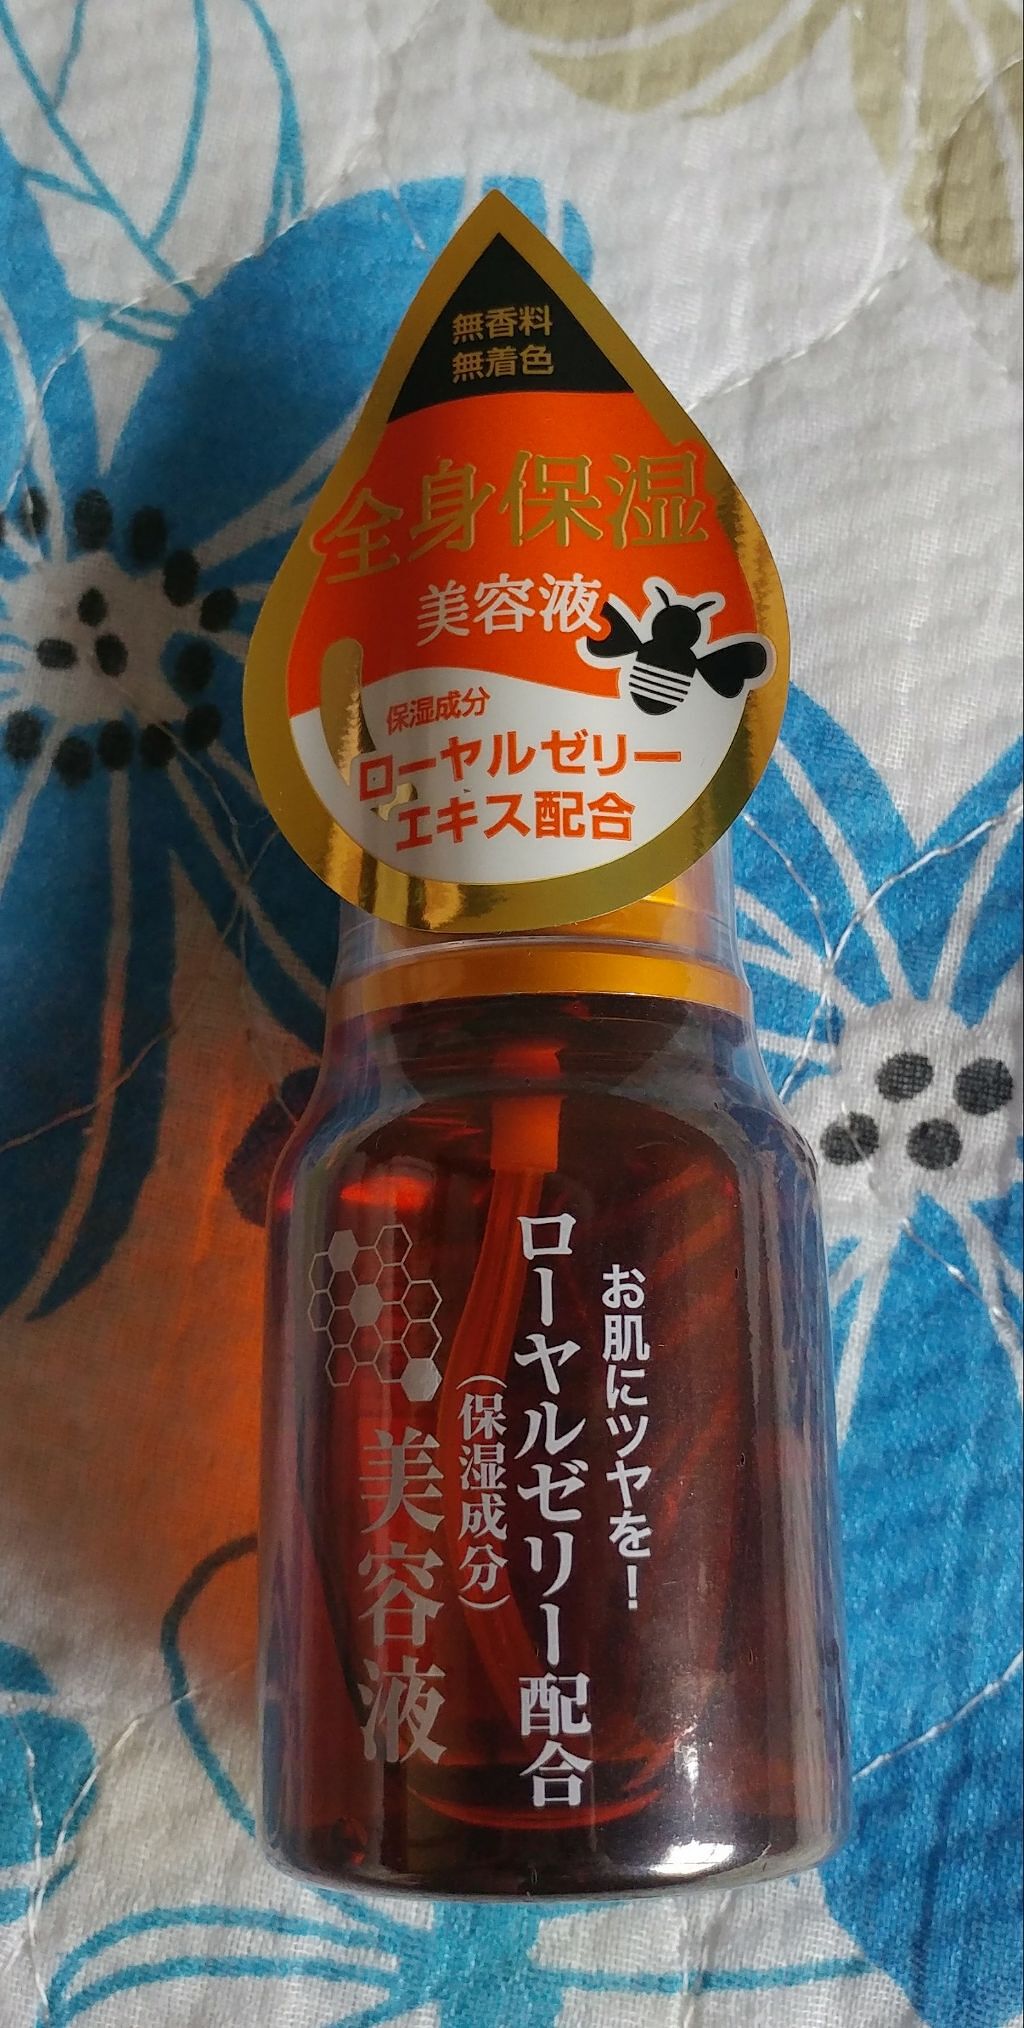 無香料
無着色
全身保湿
美容液
保湿成分
ローヤルゼリー
エキス配合
お肌にツヤを!
ローヤルゼリー配合
(保湿成分)
美容液